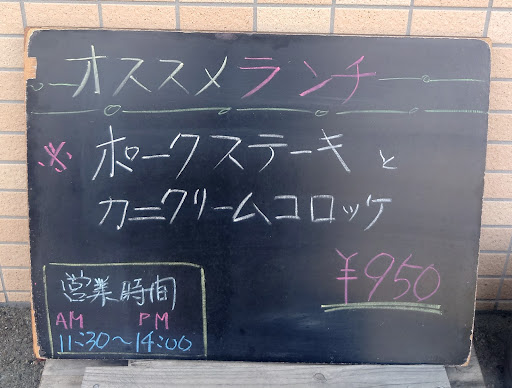 オススメランチ
※ ポークステーキと
カニクリームコロッケ
¥950
営業時間
AM PM
11:30～14:00